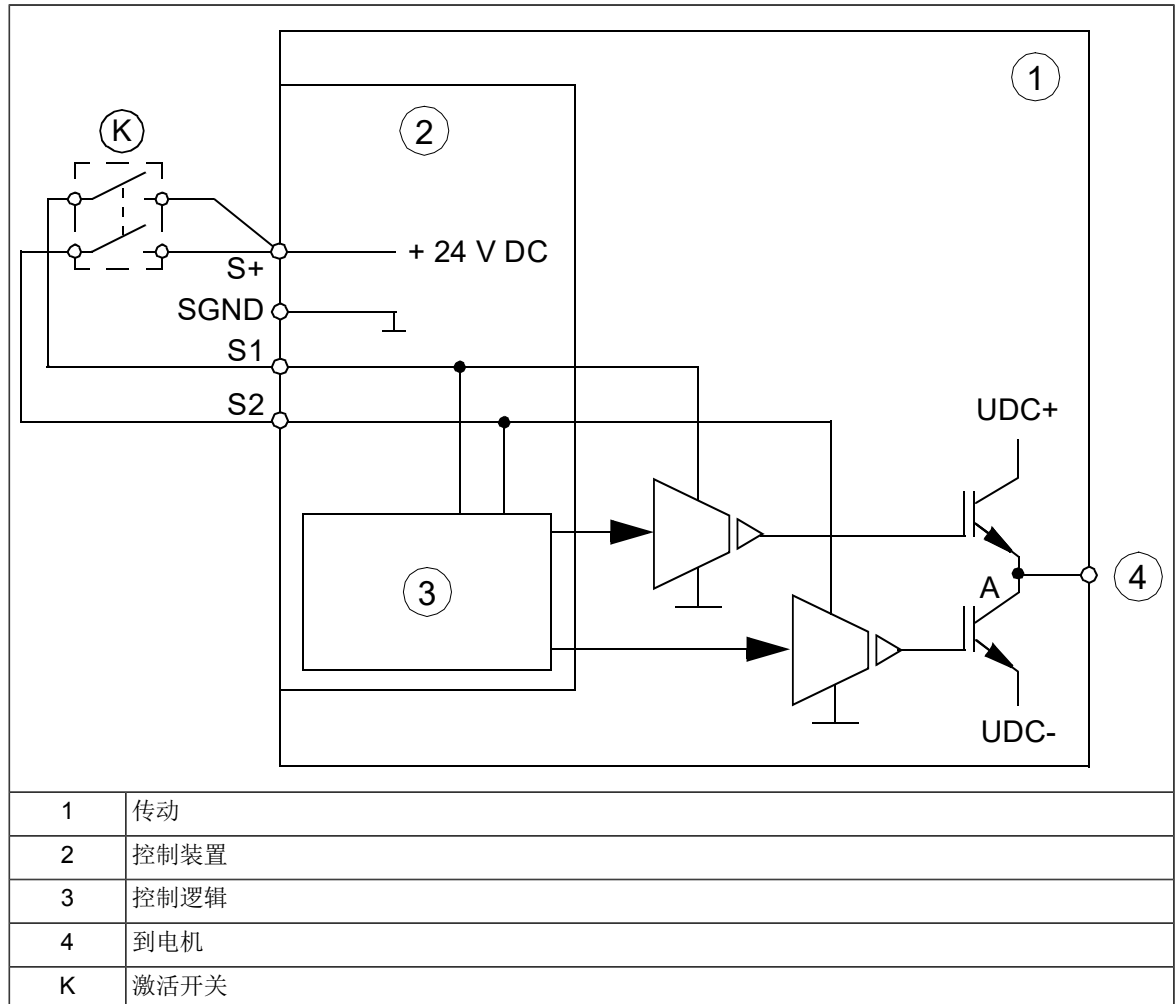 1
K
2
S+
+ 24 V DC
SGND
S1
S2
UDC+
3
A
4
UDC-
1 传动
2 控制装置
3 控制逻辑
4 到电机
K 激活开关